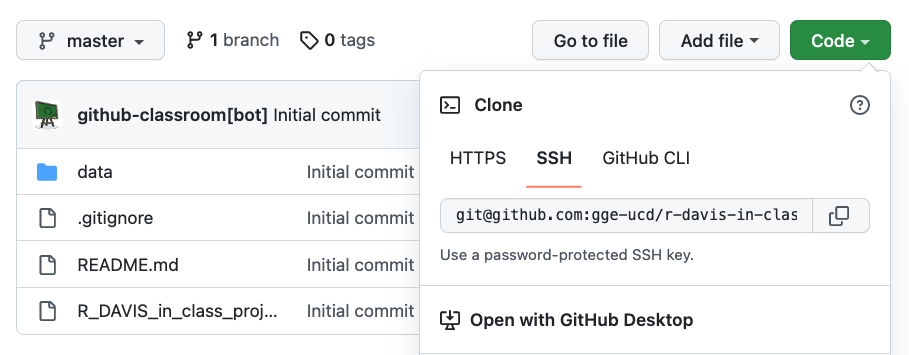 master 1 branch 0 tags Go to file Add file Code
github-classroom[bot] Initial commit
data Initial commit
.gitignore Initial commit
README.md Initial commit
R_DAVIS_in_class_proj... Initial commit
Clone
HTTPS SSH GitHub CLI
git@github.com:gge-ucd/r-davis-in-clas
Use a password-protected SSH key.
Open with GitHub Desktop